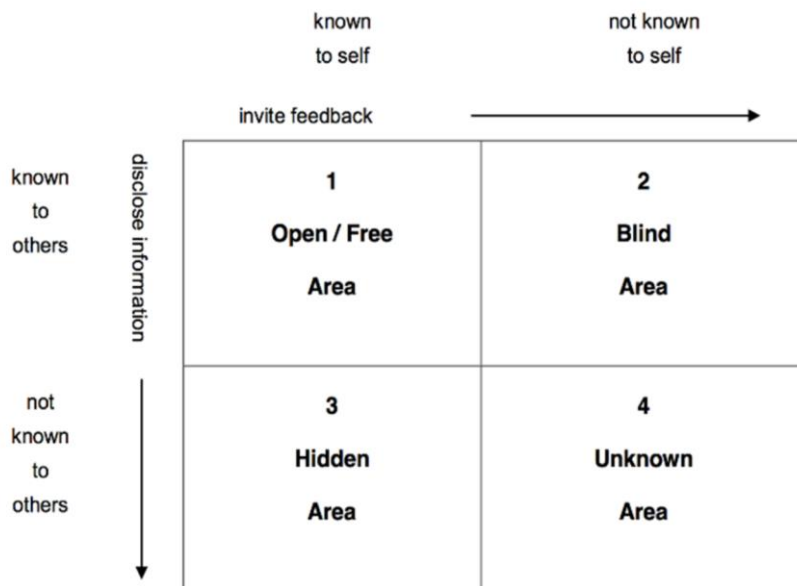 known
to self
not known
to self
invite feedback
known
to
others
disclose information
1
Open / Free
Area
2
Blind
Area
not
known
to
others
3
Hidden
Area
4
Unknown
Area